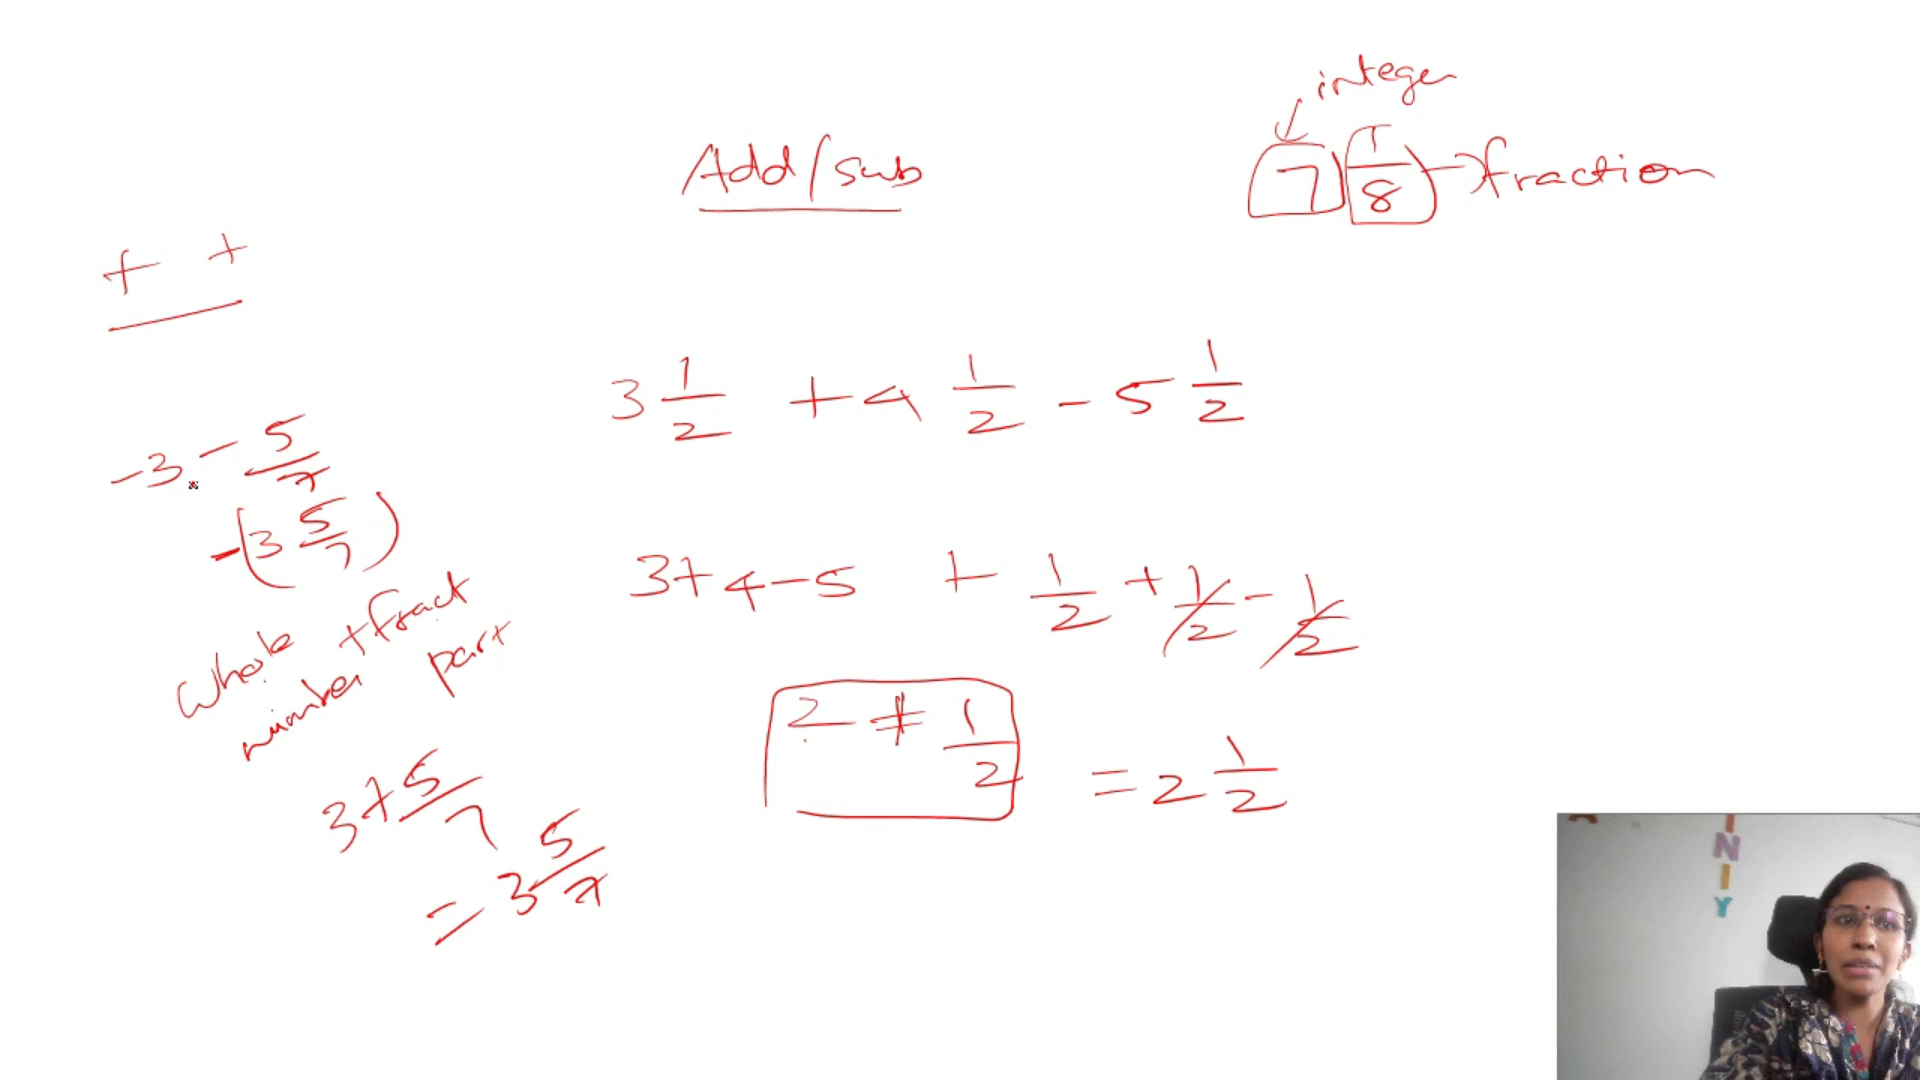 integer
Add/sub
7 1/8 → fraction
+ +
3 1/2 + 4 1/2 - 5 1/2
-3 - 5/7
-(3 5/7)
3+4-5 + 1/2 + 1/2 - 1/2
whole + fract
number part
2 + 1/2 = 2 1/2
3+5/7
= 3 5/7
N
I
Y